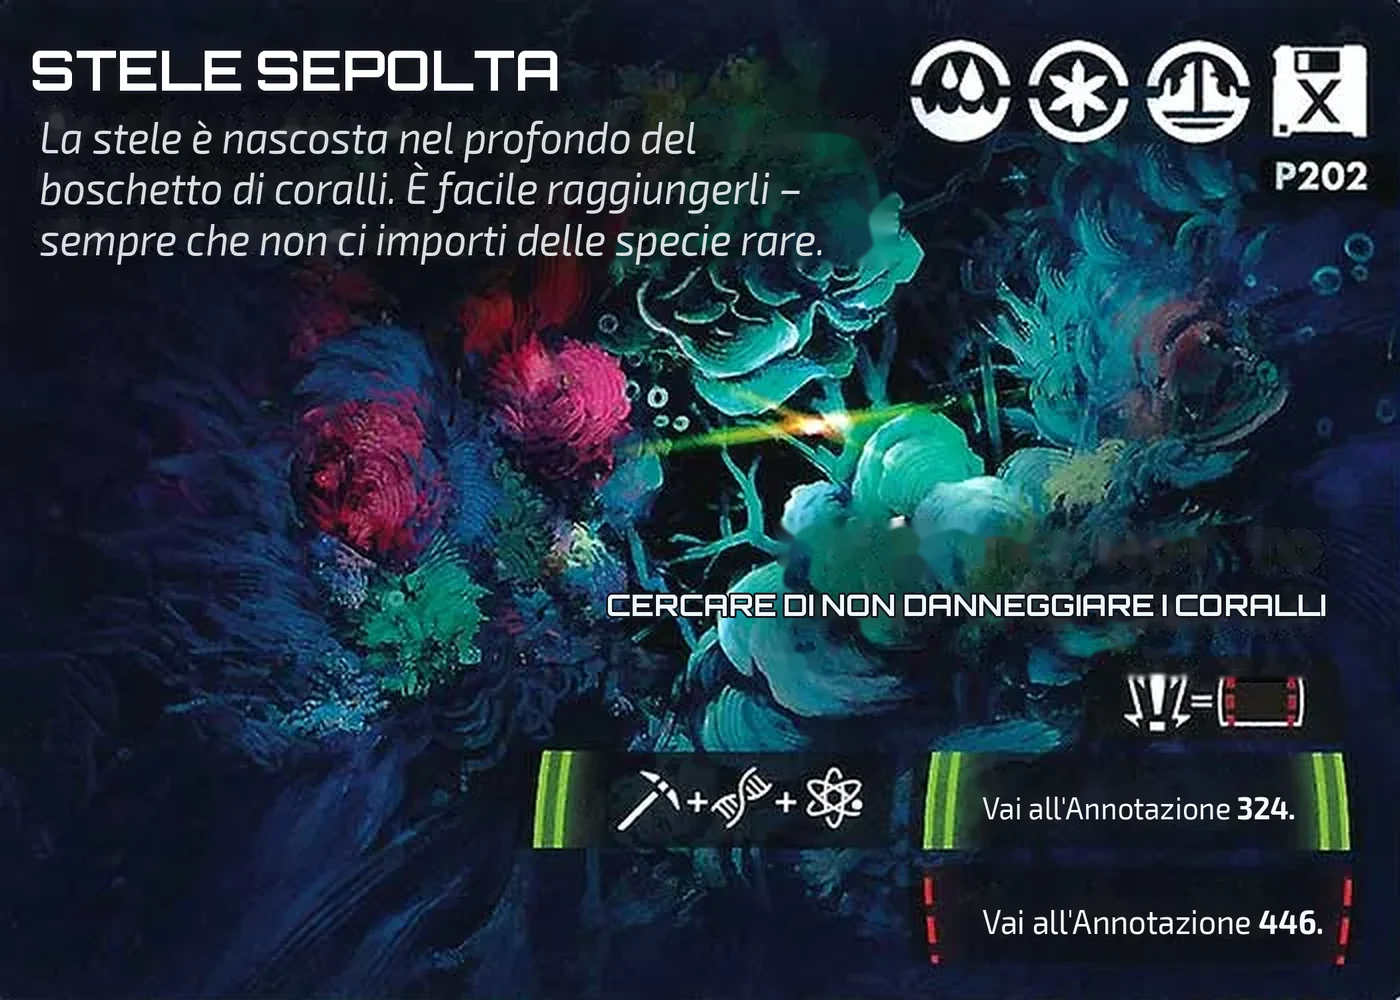 STELE SEPOLTA
La stele è nascosta nel profondo del
boschetto di coralli. È facile raggiungerli –
sempre che non ci importi delle specie rare.
X
P202
CERCARE DI NON DANNEGGIARE I CORALLI
! =
+ +
Vai all'Annotazione 324.
Vai all'Annotazione 446.